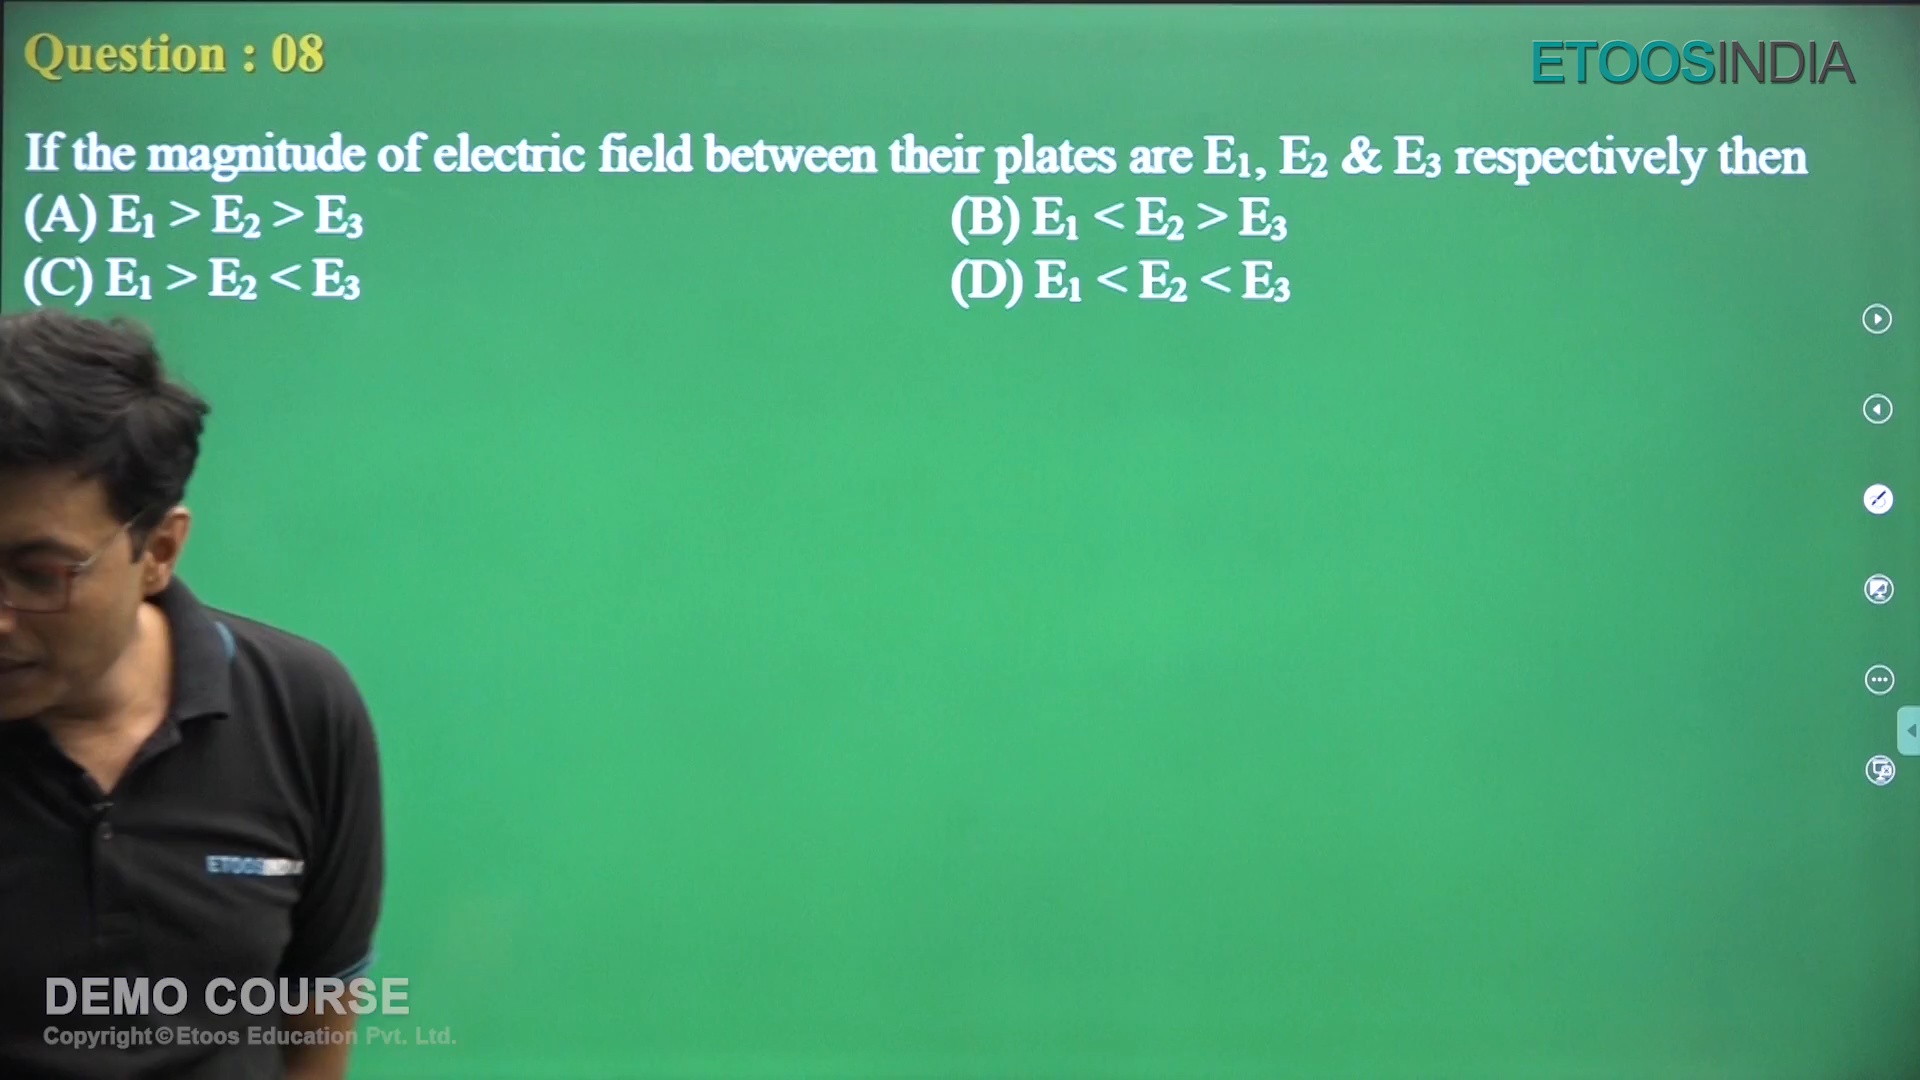 Question : 08
ETOOSINDIA
If the magnitude of electric field between their plates are E₁, E₂ & E₃ respectively then
(A) E₁ > E₂ > E₃ (B) E₁ < E₂ > E₃
(C) E₁ > E₂ < E₃ (D) E₁ < E₂ < E₃
ETOOSINDIA
DEMO COURSE
Copyright©Etoos Education Pvt. Ltd.